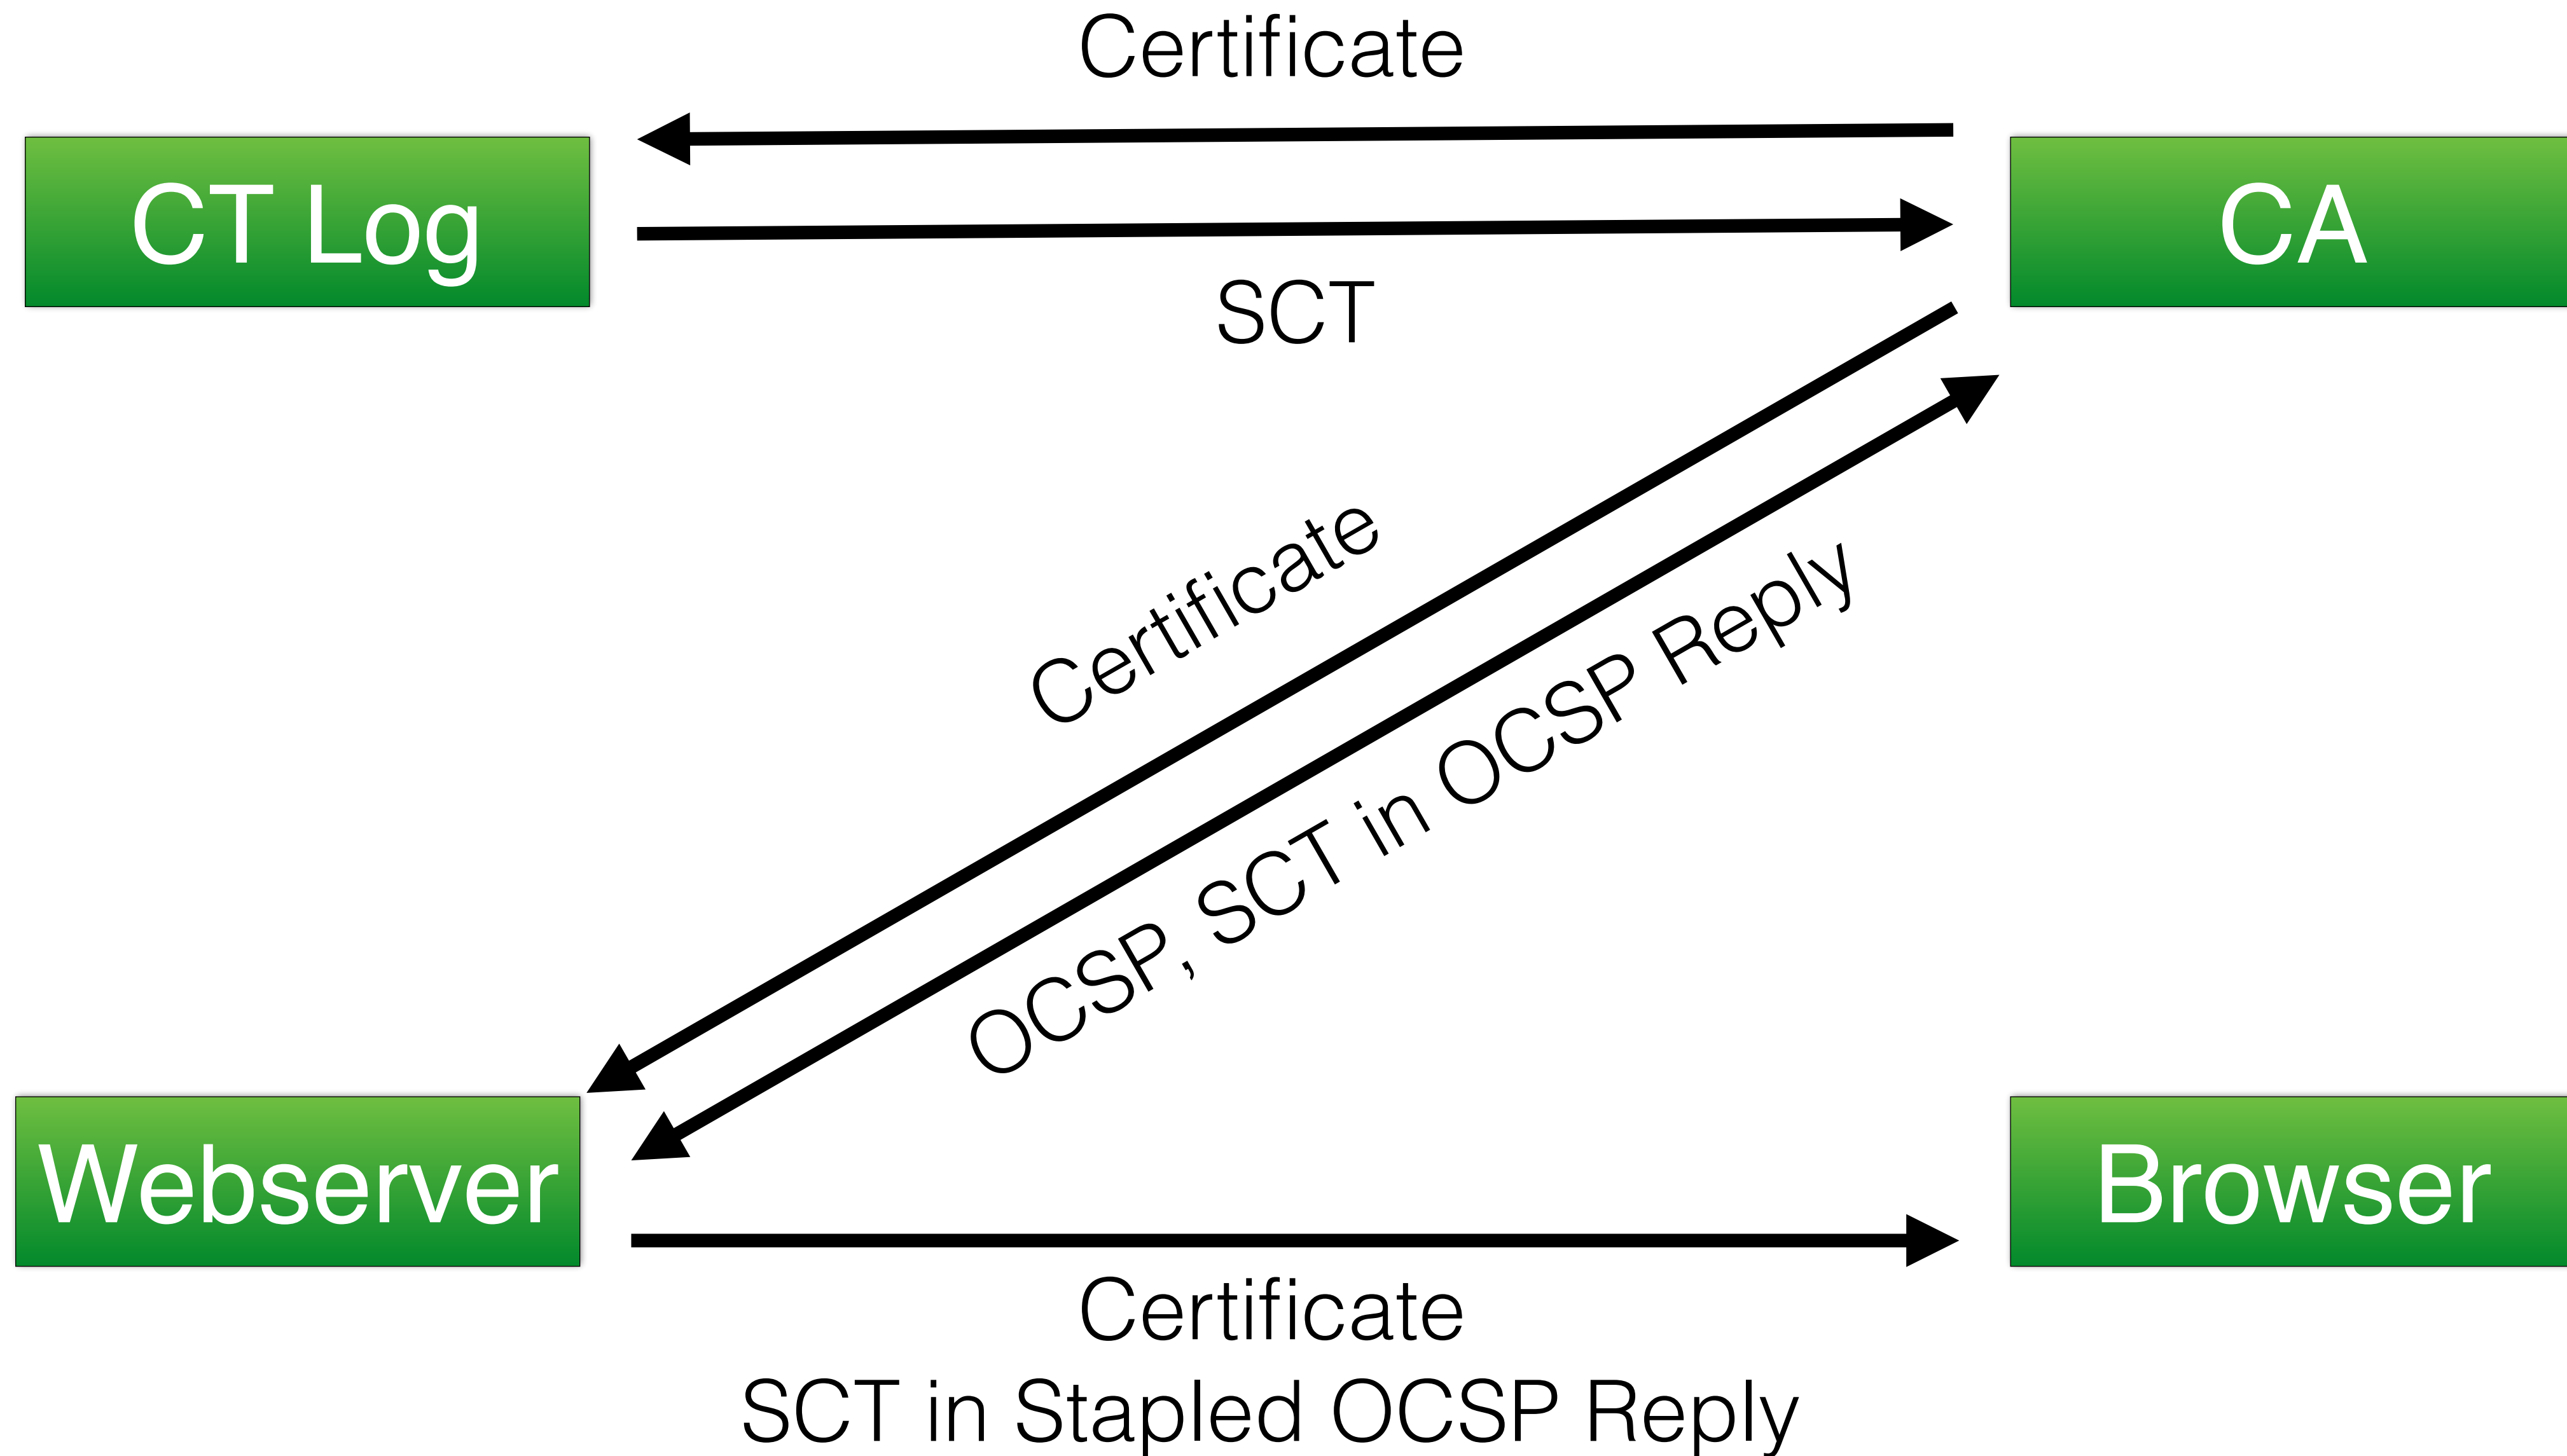 Certificate
CT Log
CA
SCT
Certificate
OCSP, SCT in OCSP Reply
Webserver
Browser
Certificate
SCT in Stapled OCSP Reply